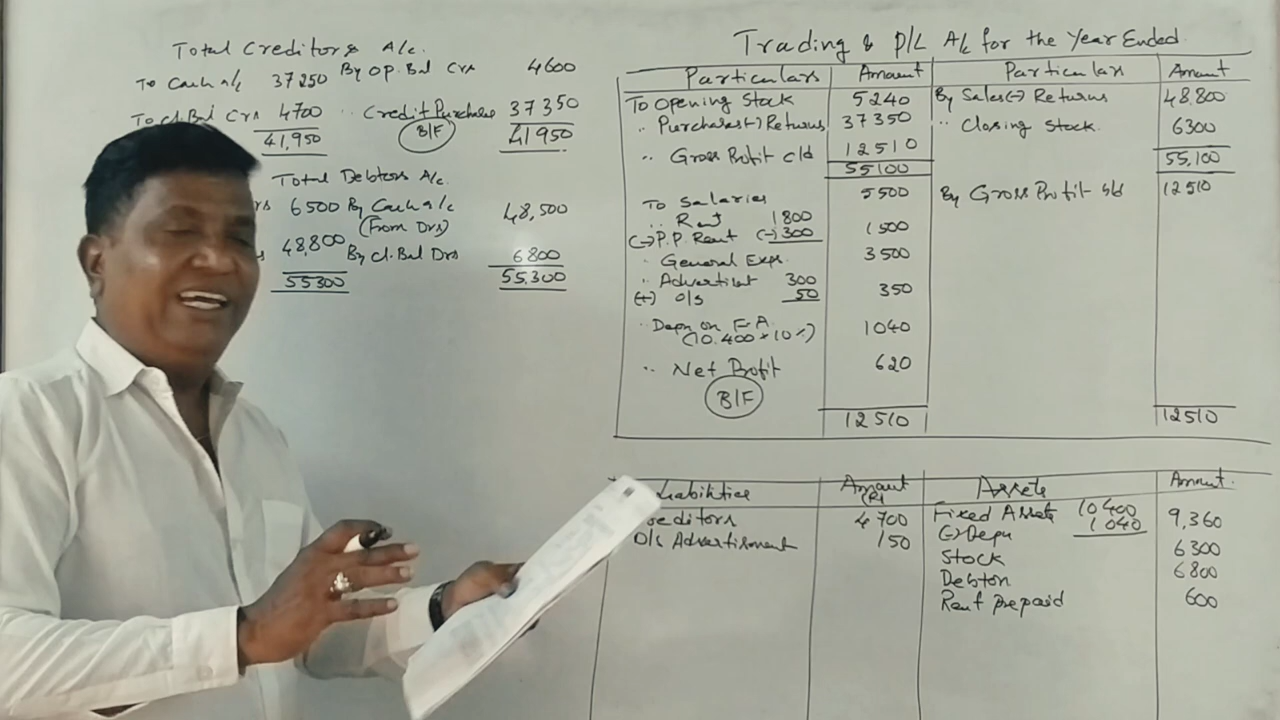 Total Creditors A/c.
To Cash a/c 37250 By Op. Bal Crs 4600
To cl. Bal Crs 4700 " Credit Purchase 37350
41,950 B/F 41950
Total Debtors A/c.
6500 By Cash a/c 48,500
(From Drs)
48,800 By cl. Bal Drs 6800
55300 55,300
Trading & P/L A/c for the Year Ended
Particulars Amount Particulars Amount
To Opening Stock 5240 By Sales(-) Returns 48,800
" Purchases(-) Returns 37350 " Closing Stock. 6300
" Gross Profit c/d 12510
55100 55,100
To Salaries 5500 By Gross Profit b/d 12510
" Rent 1800
(-) P.P. Rent (-) 300 1500
" General Exp. 3500
" Advertisement 300
(+) o/s 50 350
" Depn on F.A. 1040
(10.400 × 10%)
" Net Profit 620
B/F
12510 12510
Liabilities Amount Assets Amount.
(₹)
Creditors 4700 Fixed Assets 10400
O/s Advertisment 150 (-) Depn 1040 9,360
Stock 6300
Debtors 6800
Rent prepaid 600